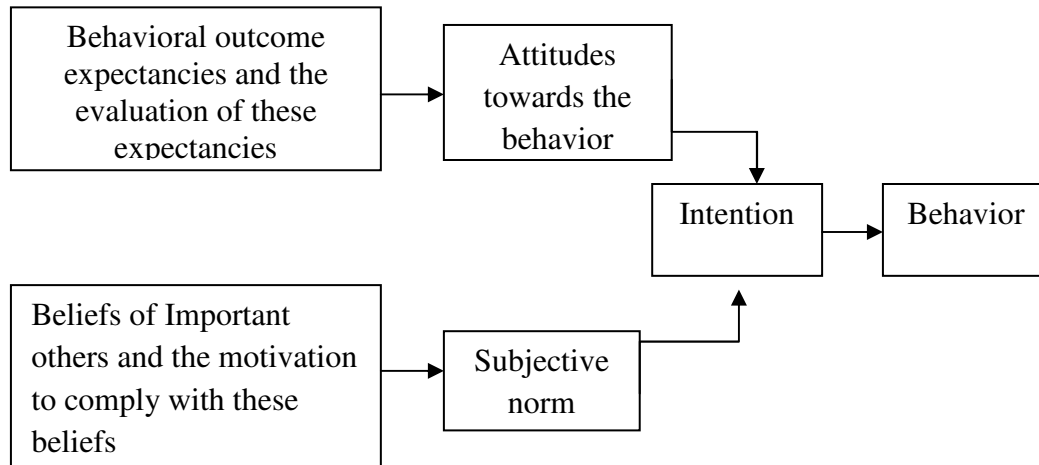 Behavioral outcome
expectancies and the
evaluation of these
expectancies
Attitudes
towards the
behavior
Intention
Behavior
Beliefs of Important
others and the motivation
to comply with these
beliefs
Subjective
norm